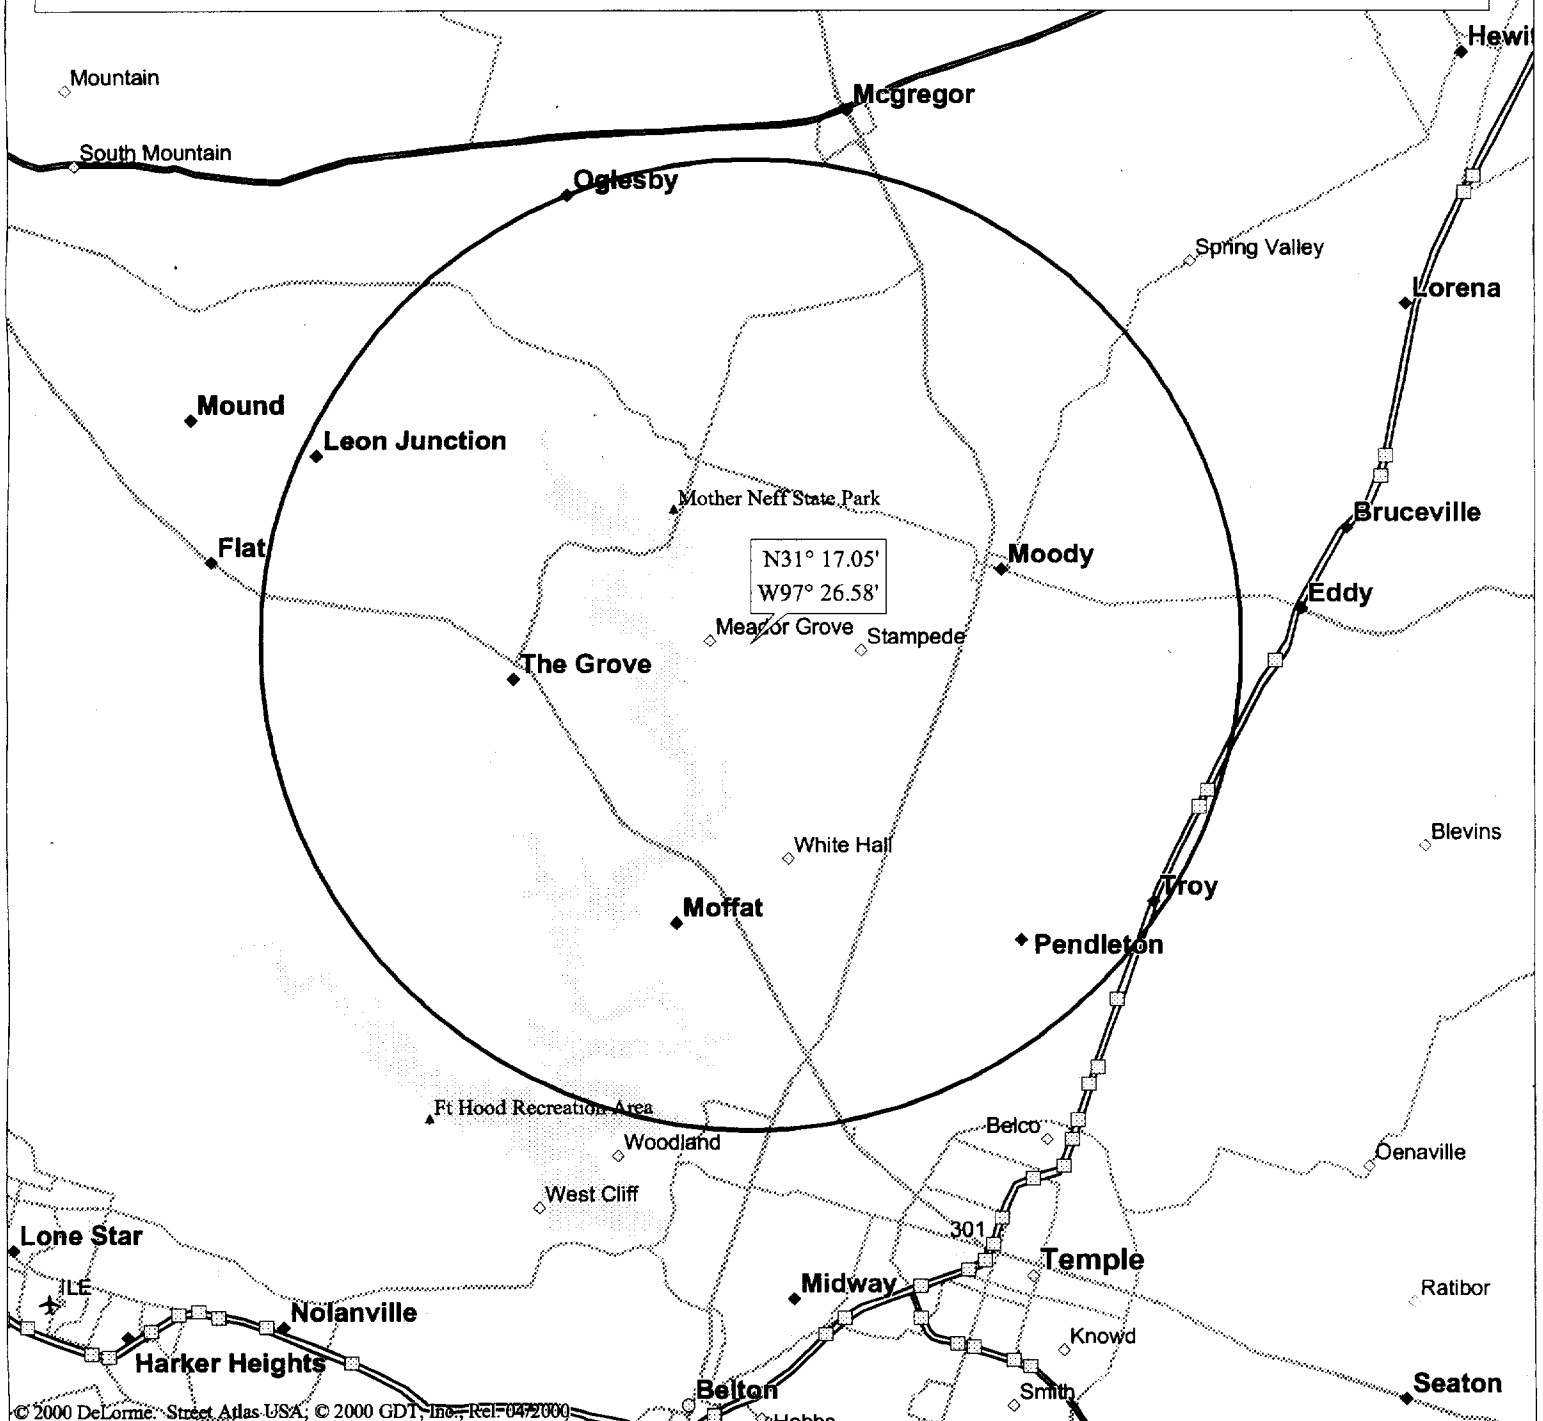 Hewi
Mountain
Mcgregor
South Mountain
Oglesby
Spring Valley
Lorena
Mound
Leon Junction
Mother Neff State Park
Bruceville
Flat
N31° 17.05'
W97° 26.58'
Moody
Eddy
Meador Grove
Stampede
The Grove
White Hall
Blevins
Troy
Moffat
Pendleton
Ft Hood Recreation Area
Belco
Woodland
Oenaville
West Cliff
301
Lone Star
Temple
ILE
Midway
Ratibor
Nolanville
Knowd
Harker Heights
Belton
Smith
Seaton
Hobbs
© 2000 DeLorme. Street Atlas USA; © 2000 GDT, Inc., Rel. 04/2000